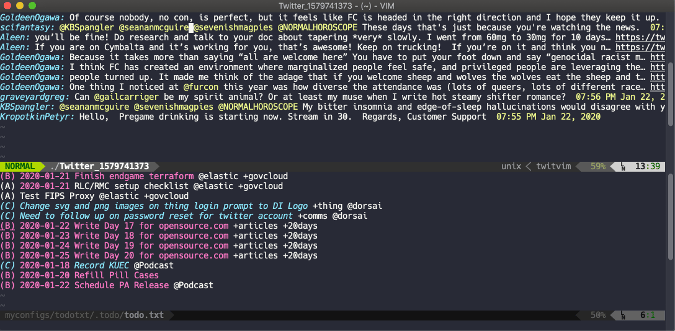 Twitter_1579741373 - (~) - VIM
GoldeenOgawa: Of course nobody, no con, is perfect, but it feels like FC is headed in the right direction and I hope they keep it up.
scifantasy: @KBSpangler @seananmcguire @sevenishmagpies @NORMALHOROSCOPE These days that's just because you're watching the news.  07:
Aleen: you'll be fine! Do research and talk to your doc about tapering *very* slowly. I went from 60mg to 30mg for 10 days… https://tw
Aleen: If you are on Cymbalta and it's working for you, that's awesome! Keep on trucking!  If you're on it and think you n… https://tw
GoldeenOgawa: Because it takes more than saying "all are welcome here" You have to put your foot down and say "genocidal racist m… htt
GoldeenOgawa: I think FC has created an environment where marginalized people feel safe, and privileged people are leveraging the… htt
GoldeenOgawa: people turned up. It made me think of the adage that if you welcome sheep and wolves the wolves eat the sheep and t… htt
GoldeenOgawa: One thing I noticed at @furcon this year was how diverse the attendance was (lots of queers, lots of different race… htt
graveyardgreg: Can @gailcarriger be my spirit animal? Or at least my muse when I write hot steamy shifter romance?  07:56 PM Jan 22, 2
KBSpangler: @seananmcguire @sevenishmagpies @NORMALHOROSCOPE My bitter insomnia and edge-of-sleep hallucinations would disagree with y
KropotkinPetyr: Hello,  Pregame drinking is starting now. Stream in 30.  Regards, Customer Support  07:55 PM Jan 22, 2020
~
~
NORMAL ./Twitter_1579741373 unix < twitvim 59% 13:39
(B) 2020-01-21 Finish endgame terraform @elastic +govcloud
(A) 2020-01-21 RLC/RMC setup checklist @elastic +govcloud
(A) Test FIPS Proxy @elastic +govcloud
(C) Change svg and png images on thing login prompt to DI Logo +thing @dorsai
(C) Need to follow up on password reset for twitter account +comms @dorsai
(B) 2020-01-22 Write Day 17 for opensource.com +articles +20days
(B) 2020-01-23 Write Day 18 for opensource.com +articles +20days
(B) 2020-01-24 Write Day 19 for opensource.com +articles +20days
(B) 2020-01-25 Write Day 20 for opensource.com +articles +20days
(C) 2020-01-18 Record KUEC @Podcast
(B) 2020-01-20 Refill Pill Cases
(B) 2020-01-22 Schedule PA Release @Podcast
~
~
myconfigs/todotxt/.todo/todo.txt 50% 6:1